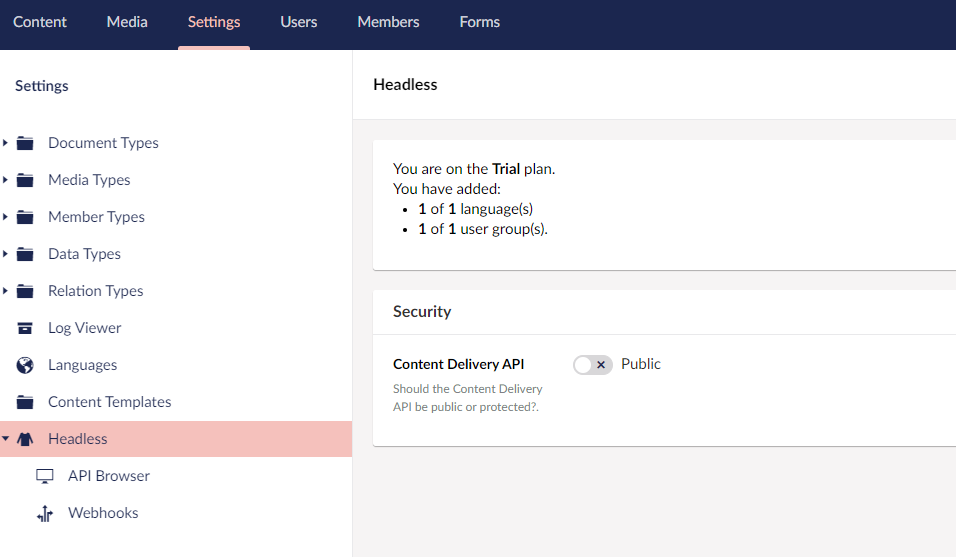 Content Media Settings Users Members Forms
Settings
Document Types
Media Types
Member Types
Data Types
Relation Types
Log Viewer
Languages
Content Templates
Headless
API Browser
Webhooks
Headless
You are on the Trial plan.
You have added:
1 of 1 language(s)
1 of 1 user group(s).
Security
Content Delivery API
Public
Should the Content Delivery
API be public or protected?.